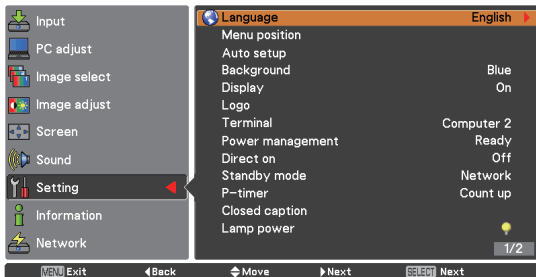 Input
PC adjust
Image select
Image adjust
Screen
Sound
Setting
Information
Network
Language English
Menu position
Auto setup
Background Blue
Display On
Logo
Terminal Computer 2
Power management Ready
Direct on Off
Standby mode Network
P-timer Count up
Closed caption
Lamp power
1/2
MENU Exit Back Move Next SELECT Next